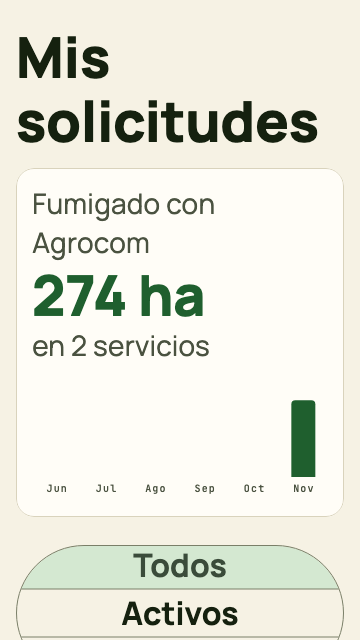 Mis
solicitudes
Fumigado con
Agrocom
274 ha
en 2 servicios
Jun Jul Ago Sep Oct Nov
Todos
Activos